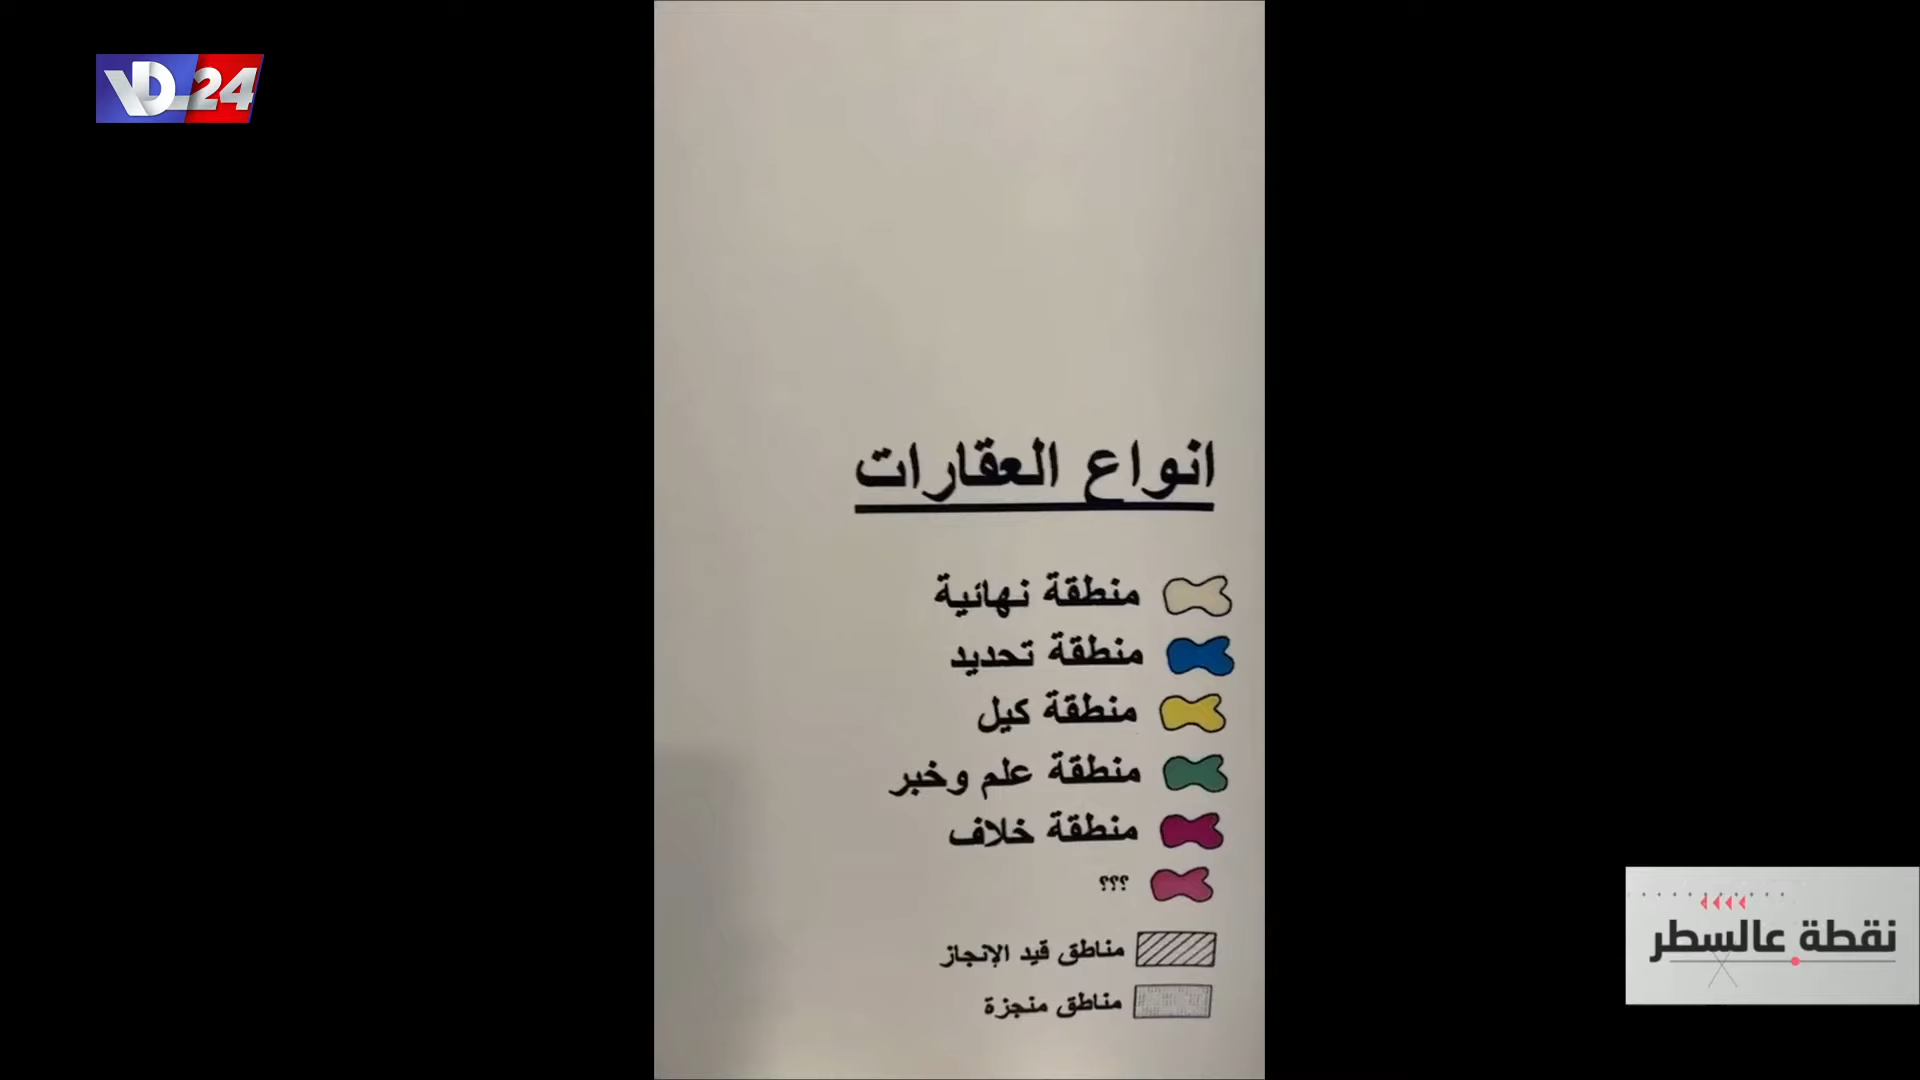 VDL24
انواع العقارات
منطقة نهائية
منطقة تحديد
منطقة كيل
منطقة علم وخبر
منطقة خلاف
؟؟؟
مناطق قيد الإنجاز
مناطق منجزة
نقطة عالسطر